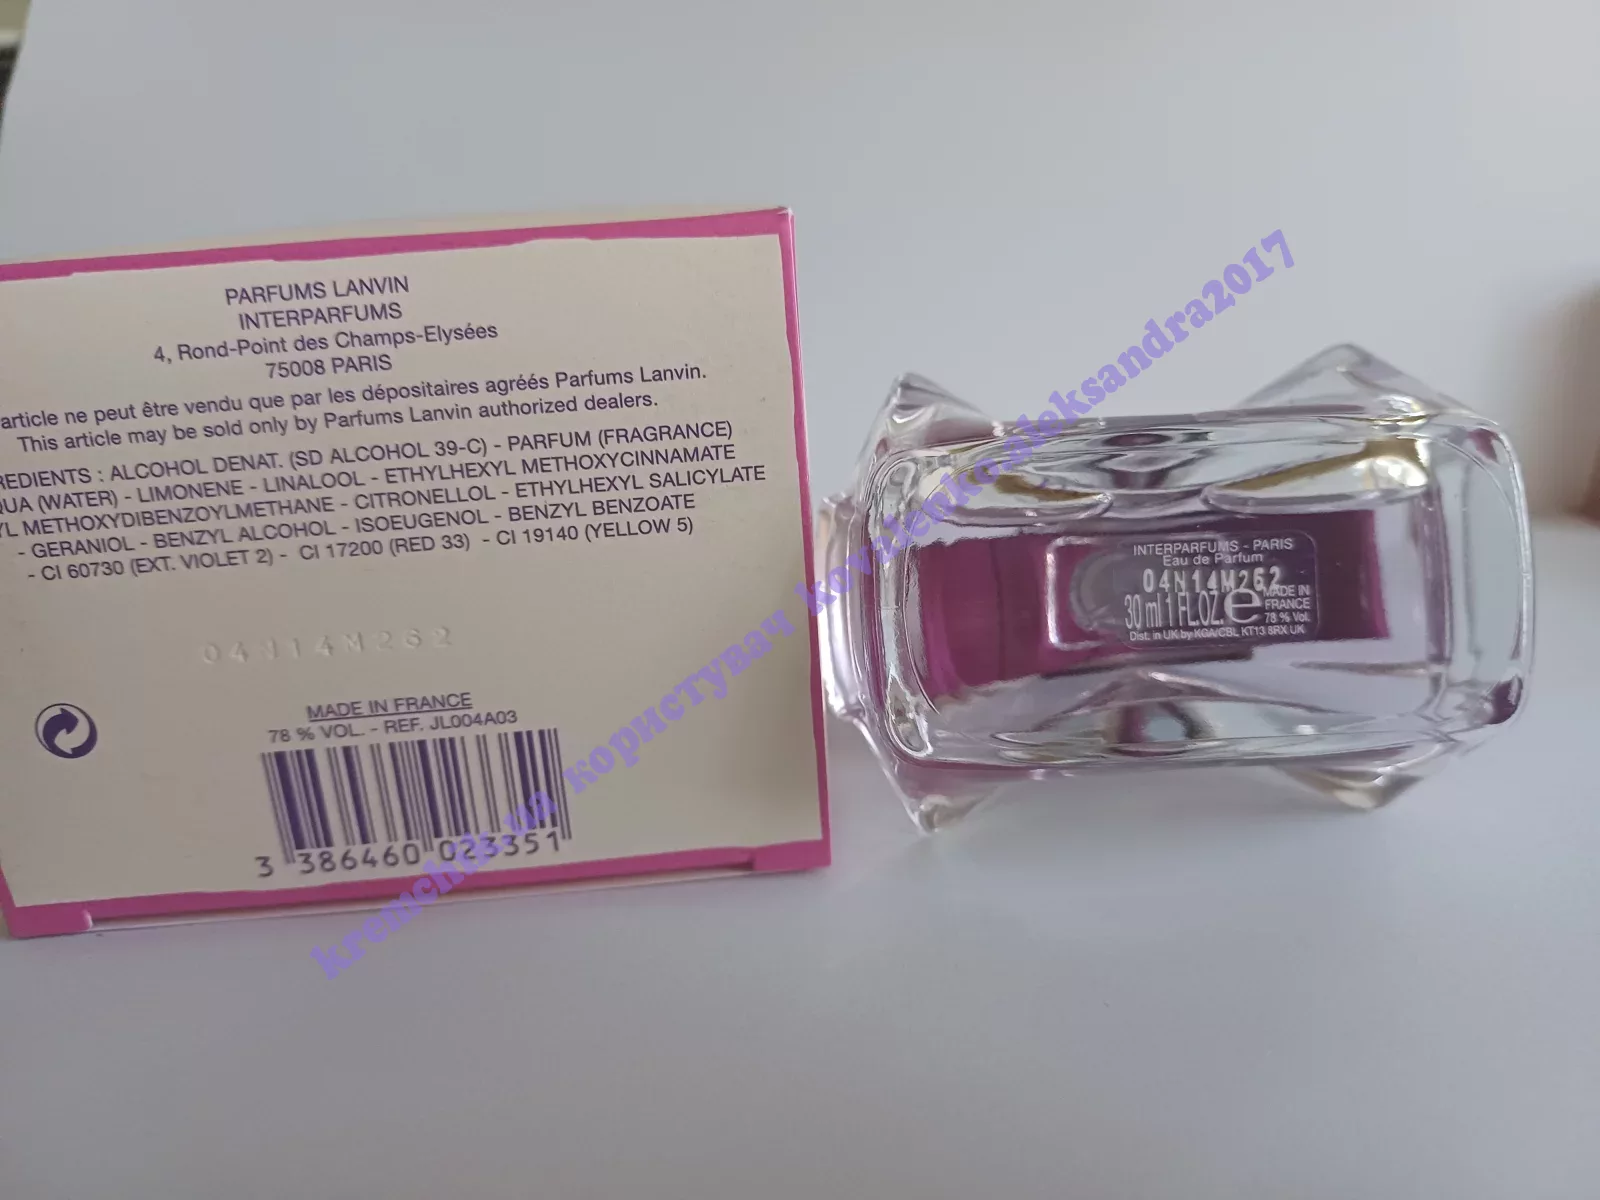 PARFUMS LANVIN
INTERPARFUMS
4, Rond-Point des Champs-Elysées
75008 PARIS
article ne peut être vendu que par les dépositaires agréés Parfums Lanvin.
This article may be sold only by Parfums Lanvin authorized dealers.
REDIENTS : ALCOHOL DENAT. (SD ALCOHOL 39-C) - PARFUM (FRAGRANCE)
QUA (WATER) - LIMONENE - LINALOOL - ETHYLHEXYL METHOXYCINNAMATE
YL METHOXYDIBENZOYLMETHANE - CITRONELLOL - ETHYLHEXYL SALICYLATE
- GERANIOL - BENZYL ALCOHOL - ISOEUGENOL - BENZYL BENZOATE
- CI 60730 (EXT. VIOLET 2) - CI 17200 (RED 33) - CI 19140 (YELLOW 5)
04N14M262
MADE IN FRANCE
78 % VOL. - REF. JL004A03
3 386460 023351
INTERPARFUMS - PARIS
Eau de Parfum
04N14M262
30 ml 1 FL.OZ. e MADE IN
FRANCE
78 % Vol.
Dist. in UK by KGA/CBL KT13 8RX UK
kremchik.ua користувач kovalenko.aleksandra2017